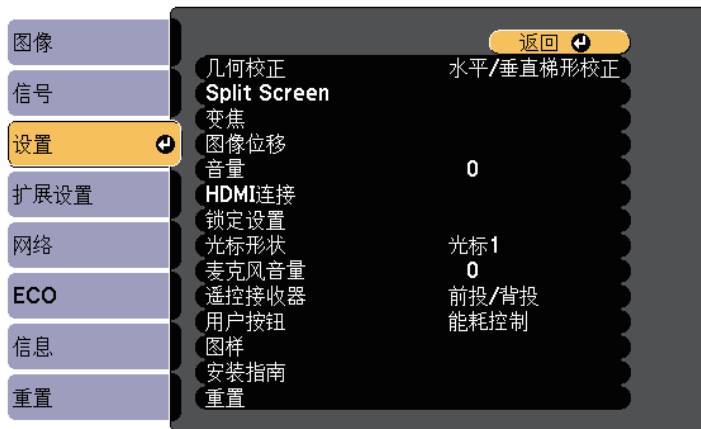 图像
信号
设置
扩展设置
网络
ECO
信息
重置
返回
几何校正 水平/垂直梯形校正
Split Screen
变焦
图像位移
音量 0
HDMI连接
锁定设置
光标形状 光标1
麦克风音量 0
遥控接收器 前投/背投
用户按钮 能耗控制
图样
安装指南
重置